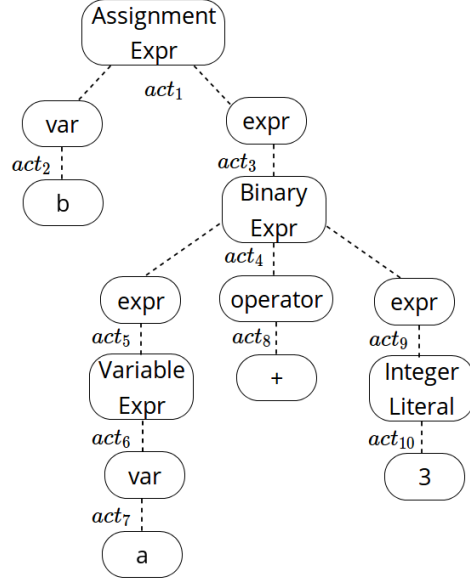 Assignment
Expr
act₁
var
expr
act₂
act₃
b
Binary
Expr
act₄
expr
operator
expr
act₅
act₈
act₉
Variable
Expr
+
Integer
Literal
act₆
act₁₀
var
3
act₇
a